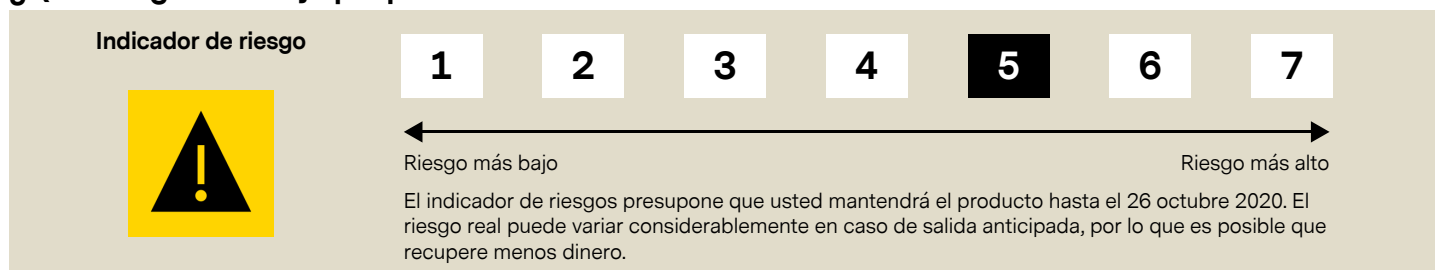 Indicador de riesgo
1 2 3 4 5 6 7
Riesgo más bajo Riesgo más alto
El indicador de riesgos presupone que usted mantendrá el producto hasta el 26 octubre 2020. El
riesgo real puede variar considerablemente en caso de salida anticipada, por lo que es posible que
recupere menos dinero.